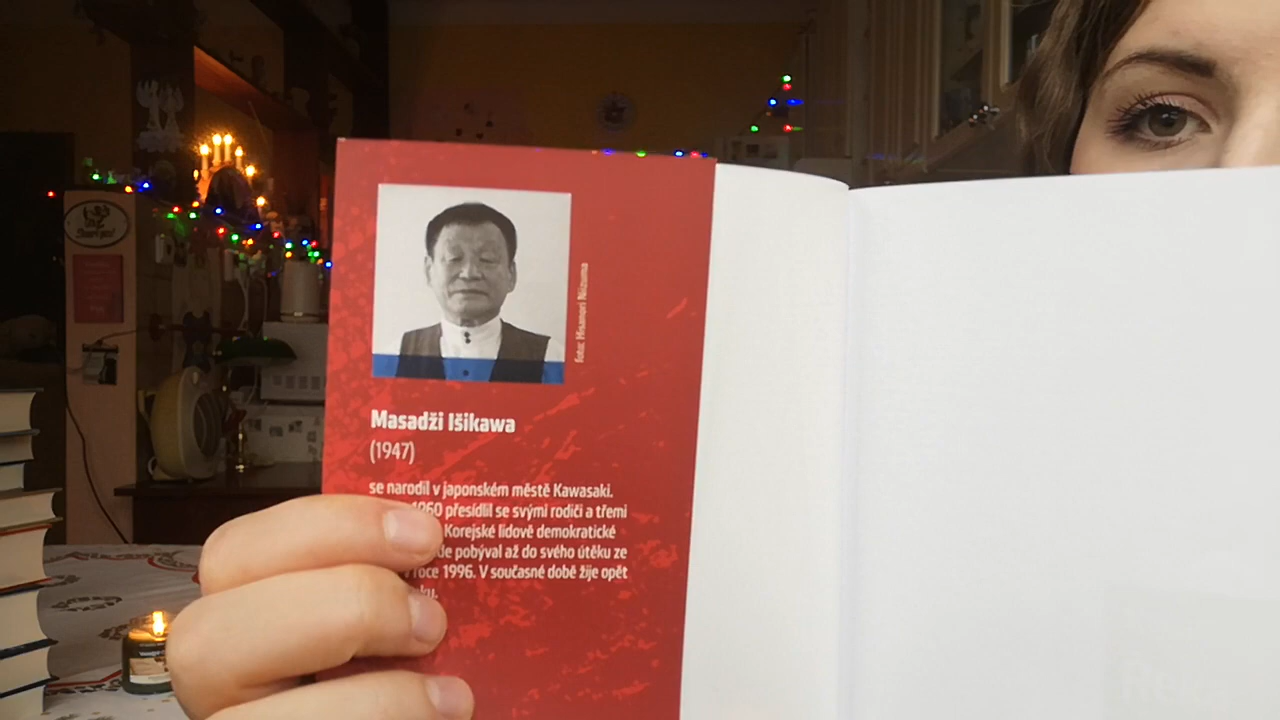 foto: Hisanori Niizuma
Masadži Išikawa
(1947)
se narodil v japonském městě Kawasaki.
1960 přesídlil se svými rodiči a třemi
Korejské lidově demokratické
pobýval až do svého útěku ze
roce 1996. V současné době žije opět